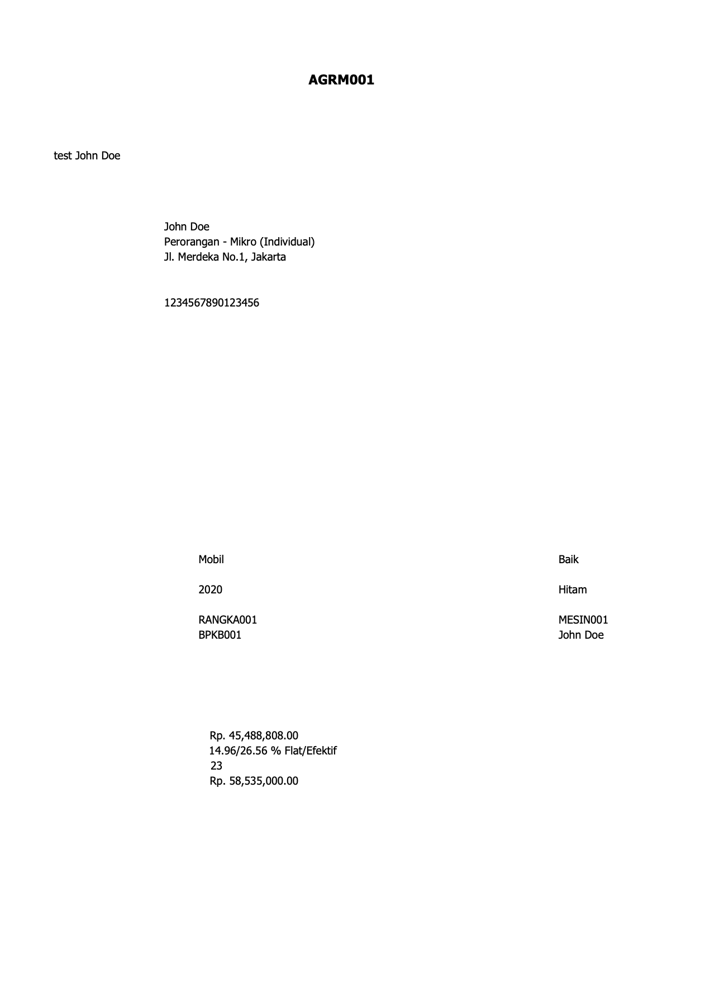 AGRM001
test John Doe
John Doe
Perorangan - Mikro (Individual)
Jl. Merdeka No.1, Jakarta
1234567890123456
Mobil Baik
2020 Hitam
RANGKA001 MESIN001
BPKB001 John Doe
Rp. 45,488,808.00
14.96/26.56 % Flat/Efektif
23
Rp. 58,535,000.00